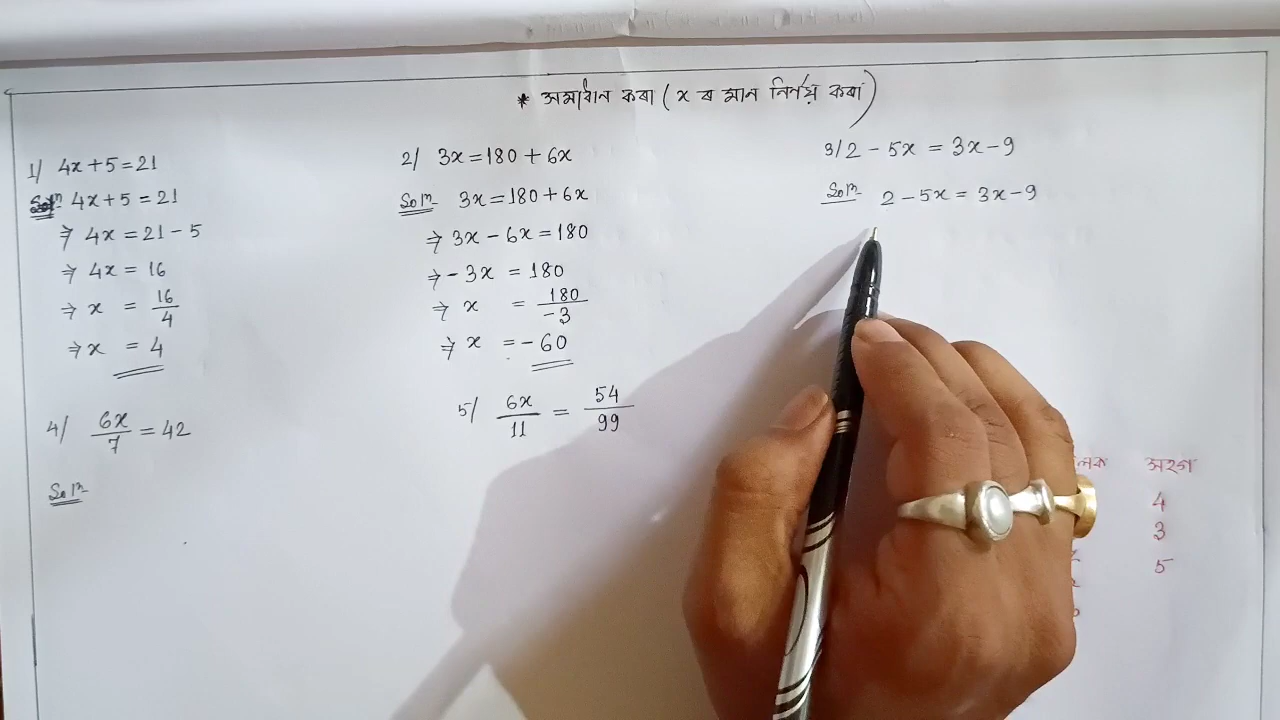 * সমাধান কৰা ( x ৰ মান নিৰ্ণয় কৰা )
1) 4x + 5 = 21
Solⁿ 4x + 5 = 21
⇒ 4x = 21 - 5
⇒ 4x = 16
⇒ x = 16/4
⇒ x = 4
2) 3x = 180 + 6x
Solⁿ 3x = 180 + 6x
⇒ 3x - 6x = 180
⇒ - 3x = 180
⇒ x = 180/-3
⇒ x = - 60
3) 2 - 5x = 3x - 9
Solⁿ 2 - 5x = 3x - 9
4) 6x/7 = 42
Solⁿ
5) 6x/11 = 54/99
সহগ
4
3
5